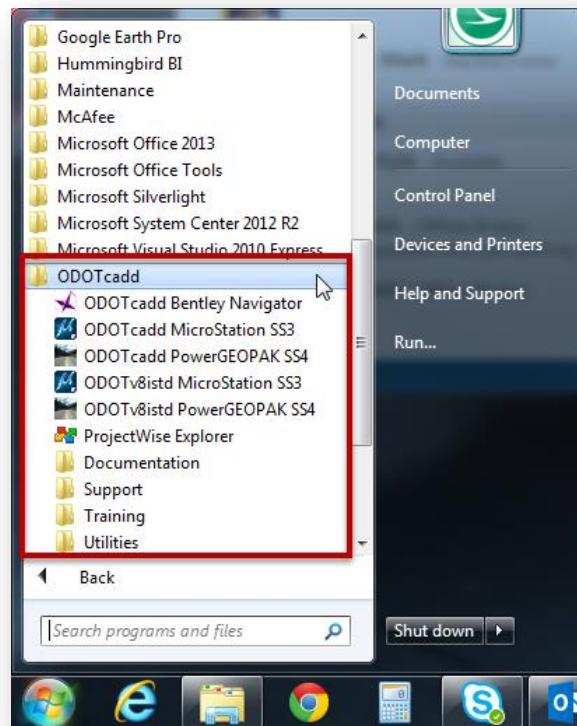 Google Earth Pro
Hummingbird BI
Maintenance
McAfee
Microsoft Office 2013
Microsoft Office Tools
Microsoft Silverlight
Microsoft System Center 2012 R2
Microsoft Visual Studio 2010 Express
ODOTcadd
ODOTcadd Bentley Navigator
ODOTcadd MicroStation SS3
ODOTcadd PowerGEOPAK SS4
ODOTv8istd MicroStation SS3
ODOTv8istd PowerGEOPAK SS4
ProjectWise Explorer
Documentation
Support
Training
Utilities
Back
Search programs and files
Documents
Computer
Control Panel
Devices and Printers
Help and Support
Run...
Shut down